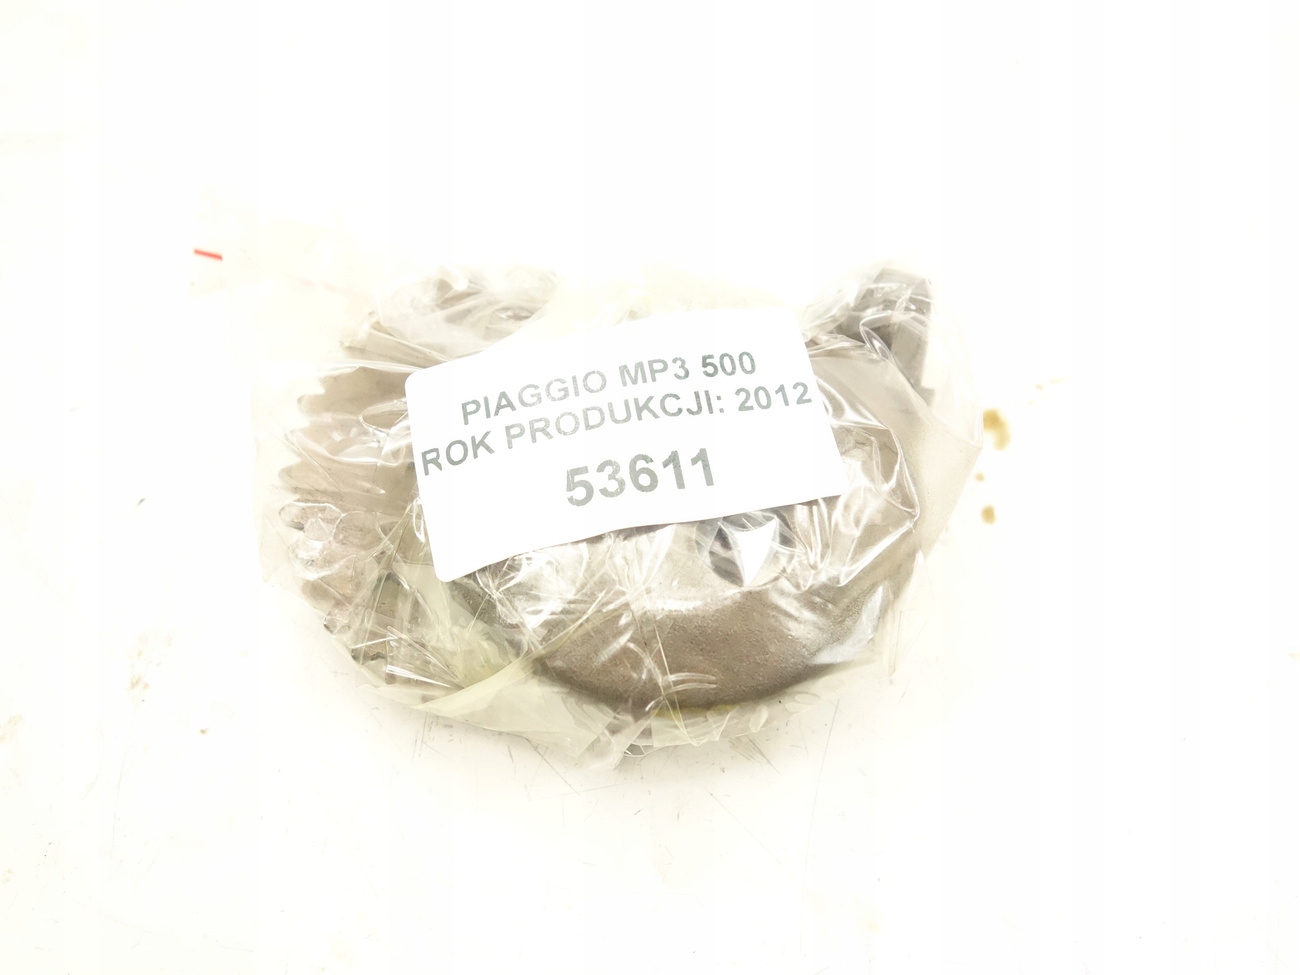 PIAGGIO MP3 500
ROK PRODUKCJI: 2012
53611